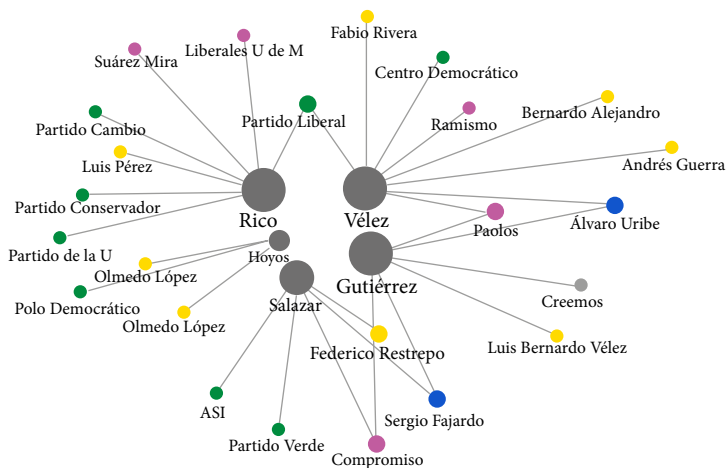 Fabio Rivera
Liberales U de M
Suárez Mira
Centro Democrático
Bernardo Alejandro
Partido Liberal
Ramismo
Partido Cambio
Andrés Guerra
Luis Pérez
Partido Conservador
Rico
Vélez
Paolos
Álvaro Uribe
Partido de la U
Hoyos
Olmedo López
Gutiérrez
Polo Democrático
Salazar
Creemos
Olmedo López
Federico Restrepo
Luis Bernardo Vélez
ASI
Sergio Fajardo
Partido Verde
Compromiso